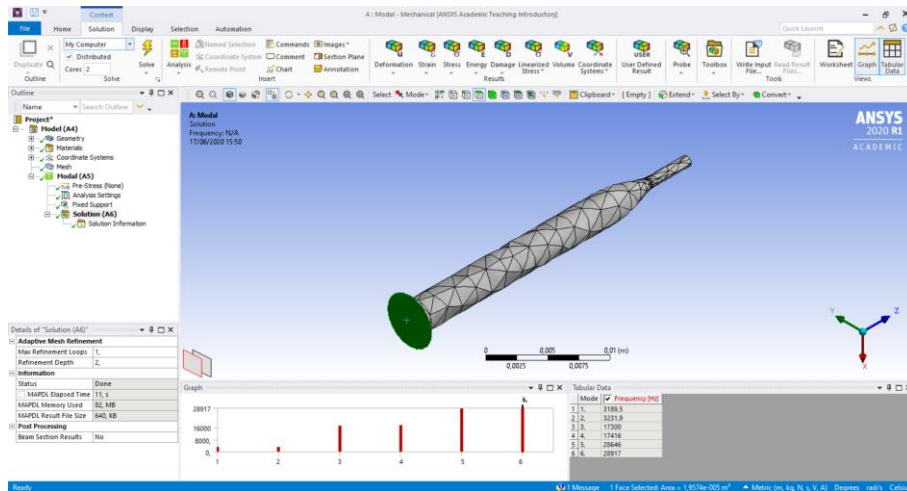 Context
A : Modal - Mechanical [ANSYS Academic Teaching Introductory]
File Home Solution Display Selection Automation
Quick Launch
My Computer
Distributed
Cores 2
Duplicate
Solve
Analysis
Named Selection
Coordinate System
Remote Point
Commands
Comment
Chart
Images
Section Plane
Annotation
Deformation Strain Stress Energy Damage Linearized Stress Volume Coordinate Systems
USER
User Defined Result
Probe
Toolbox
Write Input File...
Read Result Files...
Worksheet
Graph
Tabular Data
Outline Solve Insert Results Tools Views
Outline
Name Search Outline
Select Mode Clipboard [Empty] Extend Select By Convert
Project*
Model (A4)
Geometry
Materials
Coordinate Systems
Mesh
Modal (A5)
Pre-Stress (None)
Analysis Settings
Fixed Support
Solution (A6)
Solution Information
A: Modal
Solution
Frequency: N/A
17/06/2020 15:50
ANSYS
2020 R1
ACADEMIC
0 0,005 0,01 (m)
0,0025 0,0075
Y Z
X
Details of "Solution (A6)"
Adaptive Mesh Refinement
Max Refinement Loops 1,
Refinement Depth 2,
Information
Status Done
MAPDL Elapsed Time 11, s
MAPDL Memory Used 82, MB
MAPDL Result File Size 640, KB
Post Processing
Beam Section Results No
Graph
6,
28917
16000
8000,
0,
1 2 3 4 5 6
Tabular Data
Mode Frequency [Hz]
1 1, 3189,5
2 2, 3231,9
3 3, 17300
4 4, 17416
5 5, 28646
6 6, 28917
Ready
1 Message 1 Face Selected: Area = 1,9574e-005 m² Metric (m, kg, N, s, V, A) Degrees rad/s Celsiu